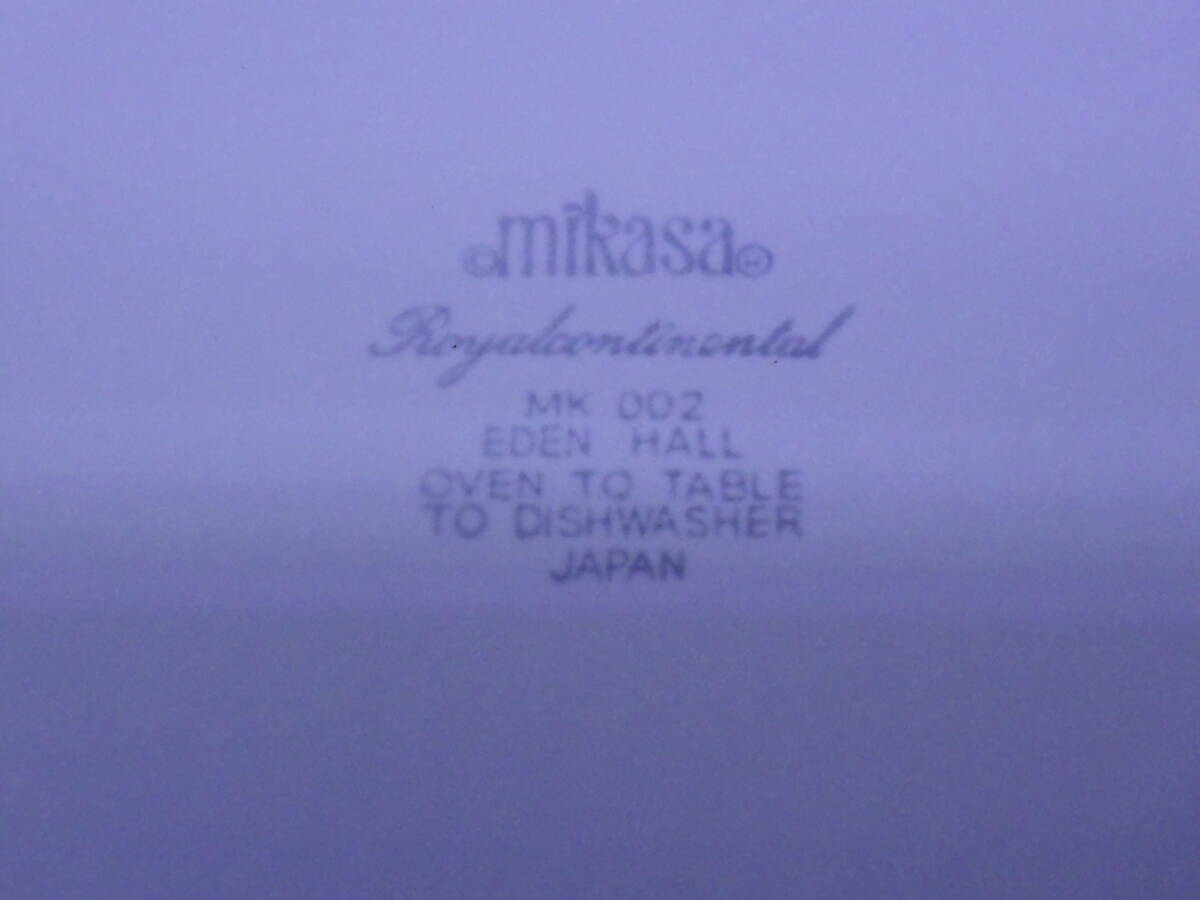 ©mikasa®
Royalcontinental
MK 002
EDEN HALL
OVEN TO TABLE
TO DISHWASHER
JAPAN